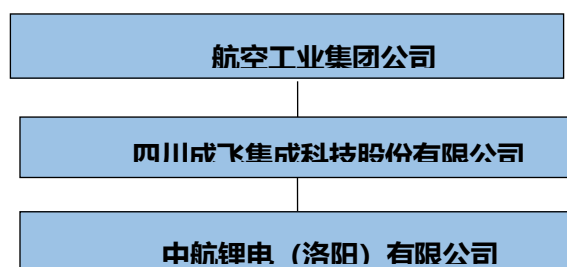 航空工业集团公司
四川成飞集成科技股份有限公司
中航锂电（洛阳）有限公司